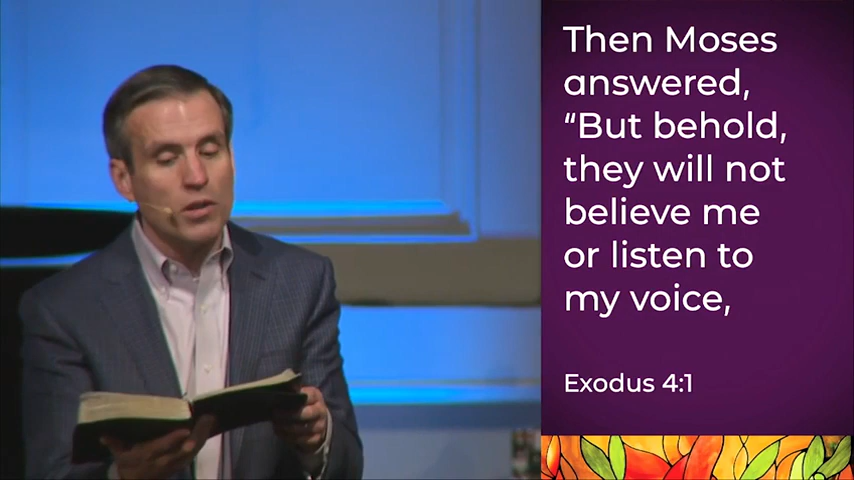 Then Moses
answered,
“But behold,
they will not
believe me
or listen to
my voice,
Exodus 4:1